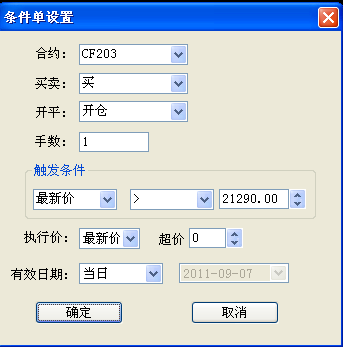 条件单设置
合约： CF203
买卖： 买
开平： 开仓
手数： 1
触发条件
最新价 > 21290.00
执行价： 最新价 超价 0
有效日期： 当日 2011-09-07
确定 取消